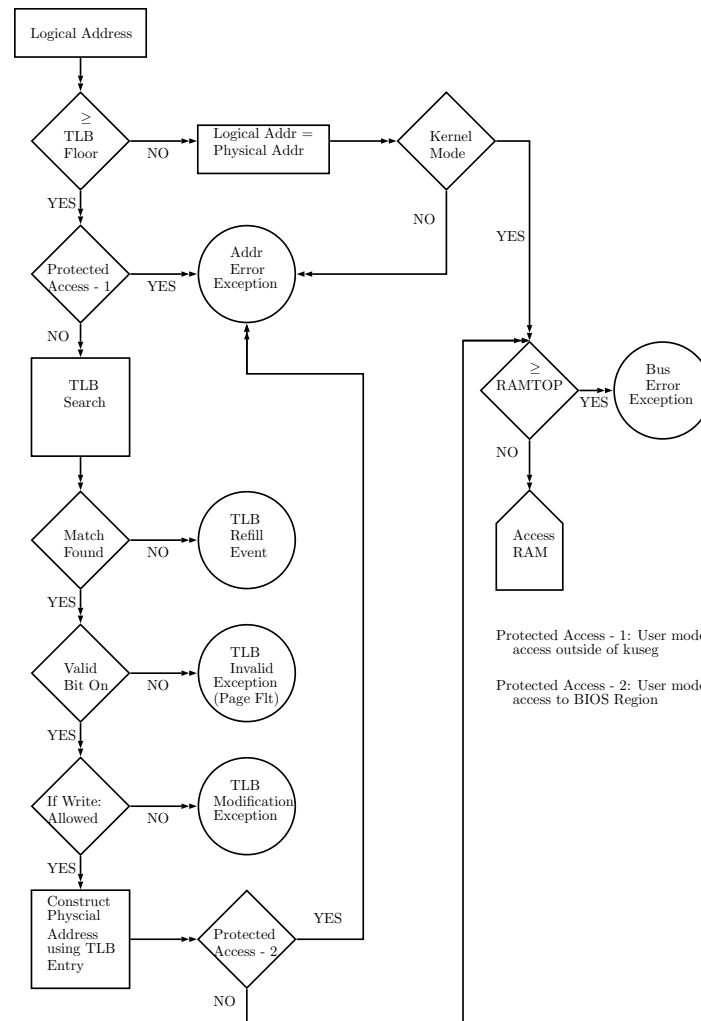 Logical Address
≥
TLB
Floor
NO
Logical Addr =
Physical Addr
Kernel
Mode
YES
NO
YES
Protected
Access - 1
YES
Addr
Error
Exception
NO
TLB
Search
≥
RAMTOP
YES
Bus
Error
Exception
NO
Match
Found
NO
TLB
Refill
Event
Access
RAM
YES
Valid
Bit On
NO
TLB
Invalid
Exception
(Page Flt)
Protected Access - 1: User mode
access outside of kuseg
Protected Access - 2: User mode
access to BIOS Region
YES
If Write:
Allowed
NO
TLB
Modification
Exception
YES
Construct
Physcial
Address
using TLB
Entry
Protected
Access - 2
YES
NO